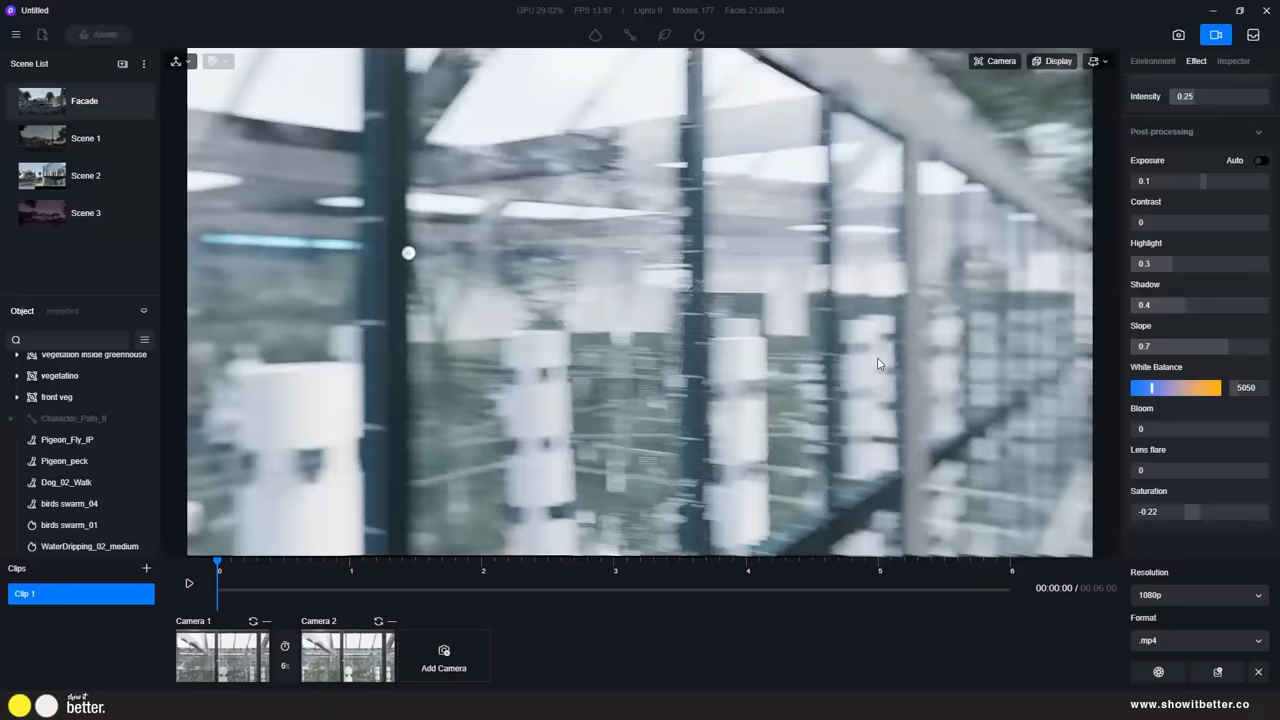 Untitled
GPU 29.82% FPS 13.67 | Lights 0 Models 177 Faces 21338824
Assets
Scene List
Camera
Display
Environment
Effect
Inspector
Facade
Scene 1
Scene 2
Scene 3
Intensity
0.25
Post-processing
Exposure
Auto
0.1
Contrast
0
Highlight
0.3
Shadow
0.4
Slope
0.7
White Balance
5050
Bloom
0
Lens flare
0
Saturation
-0.22
Object
Imported
vegetation inside greenhouse
vegetatino
front veg
Character_Path_8
Pigeon_Fly_IP
Pigeon_peck
Dog_02_Walk
birds swarm_04
birds swarm_01
WaterDripping_02_medium
Clips
Clip 1
0 1 2 3 4 5 6
00:00:00 / 00:06:00
Camera 1
Camera 2
6s
Add Camera
Resolution
1080p
Format
.mp4
show it
better.
www.showitbetter.co